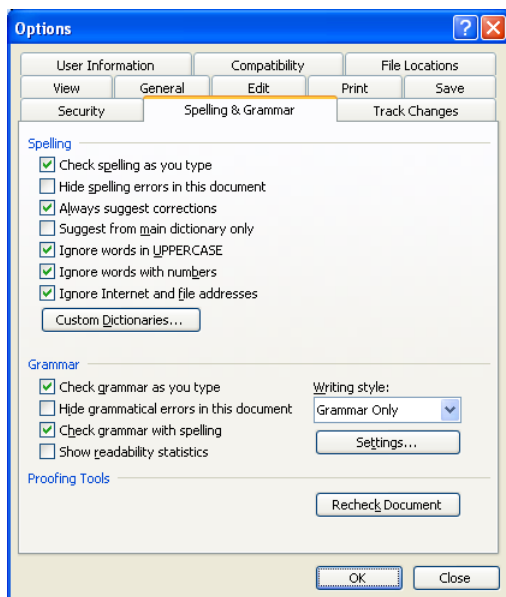 Options
User Information Compatibility File Locations
View General Edit Print Save
Security Spelling & Grammar Track Changes
Spelling
Check spelling as you type
Hide spelling errors in this document
Always suggest corrections
Suggest from main dictionary only
Ignore words in UPPERCASE
Ignore words with numbers
Ignore Internet and file addresses
Custom Dictionaries...
Grammar
Check grammar as you type Writing style:
Hide grammatical errors in this document Grammar Only
Check grammar with spelling Settings...
Show readability statistics
Proofing Tools
Recheck Document
OK Close